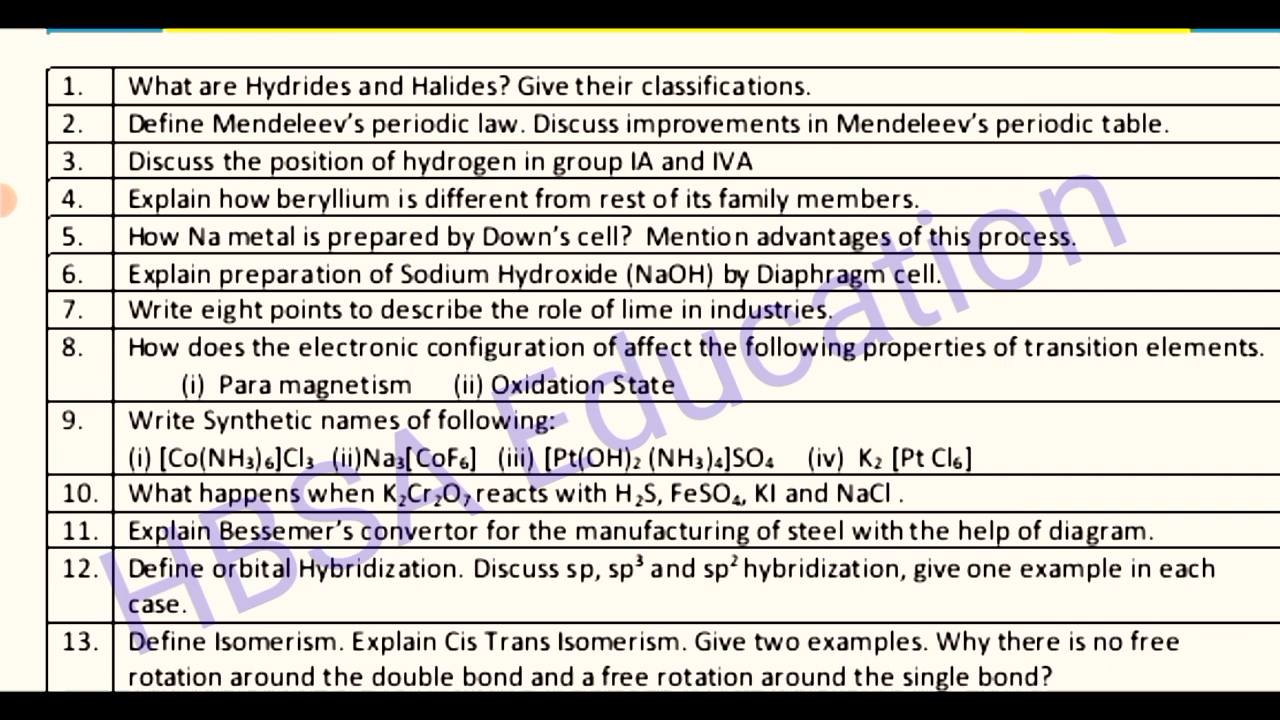 1. What are Hydrides and Halides? Give their classifications.
2. Define Mendeleev's periodic law. Discuss improvements in Mendeleev's periodic table.
3. Discuss the position of hydrogen in group IA and IVA
4. Explain how beryllium is different from rest of its family members.
5. How Na metal is prepared by Down's cell? Mention advantages of this process.
6. Explain preparation of Sodium Hydroxide (NaOH) by Diaphragm cell.
7. Write eight points to describe the role of lime in industries.
8. How does the electronic configuration of affect the following properties of transition elements.
(i) Para magnetism (ii) Oxidation State
9. Write Synthetic names of following:
(i) [Co(NH₃)₆]Cl₃ (ii)Na₃[CoF₆] (iii) [Pt(OH)₂ (NH₃)₄]SO₄ (iv) K₂ [Pt Cl₆]
10. What happens when K₂Cr₂O₇ reacts with H₂S, FeSO₄, KI and NaCl .
11. Explain Bessemer's convertor for the manufacturing of steel with the help of diagram.
12. Define orbital Hybridization. Discuss sp, sp³ and sp² hybridization, give one example in each
case.
13. Define Isomerism. Explain Cis Trans Isomerism. Give two examples. Why there is no free
rotation around the double bond and a free rotation around the single bond?
HBSA Education